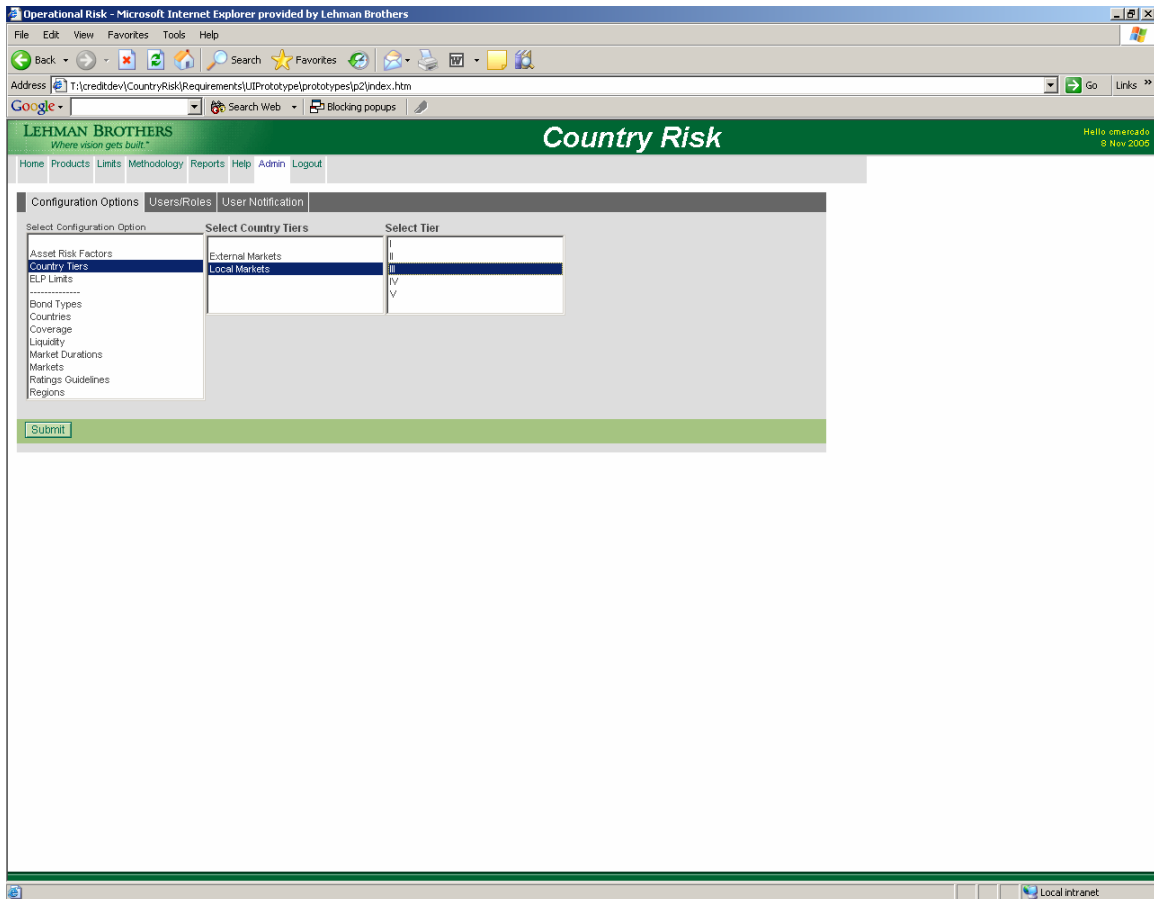 Operational Risk - Microsoft Internet Explorer provided by Lehman Brothers
File Edit View Favorites Tools Help
Back Search Favorites
Address T:\creditdev\CountryRisk\Requirements\UIPrototype\prototypes\p2\index.htm Go Links »
Google Search Web Blocking popups
LEHMAN BROTHERS
Where vision gets built.™
Country Risk
Hello cmercado
8 Nov 2005
Home Products Limits Methodology Reports Help Admin Logout
Configuration Options Users/Roles User Notification
Select Configuration Option
Asset Risk Factors
Country Tiers
ELP Limits
---------------
Bond Types
Countries
Coverage
Liquidity
Market Durations
Markets
Ratings Guidelines
Regions
Select Country Tiers
External Markets
Local Markets
Select Tier
I
II
III
IV
V
Submit
Local intranet